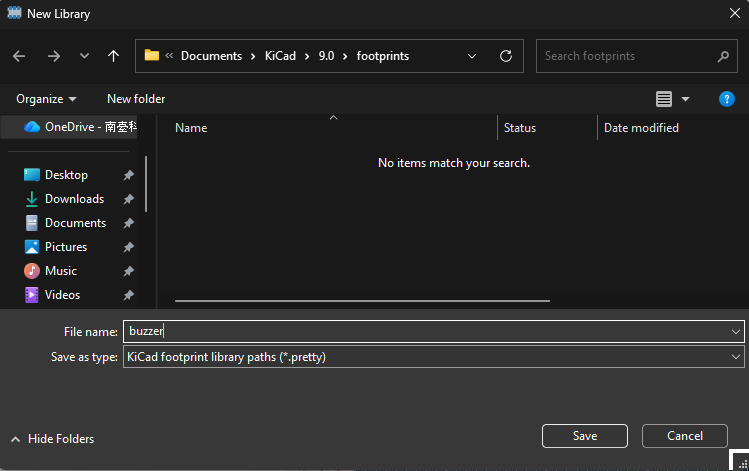 New Library
Documents > KiCad > 9.0 > footprints
Search footprints
Organize
New folder
OneDrive - 南臺科
Name
Status
Date modified
No items match your search.
Desktop
Downloads
Documents
Pictures
Music
Videos
File name: buzzer
Save as type: KiCad footprint library paths (*.pretty)
Hide Folders
Save
Cancel